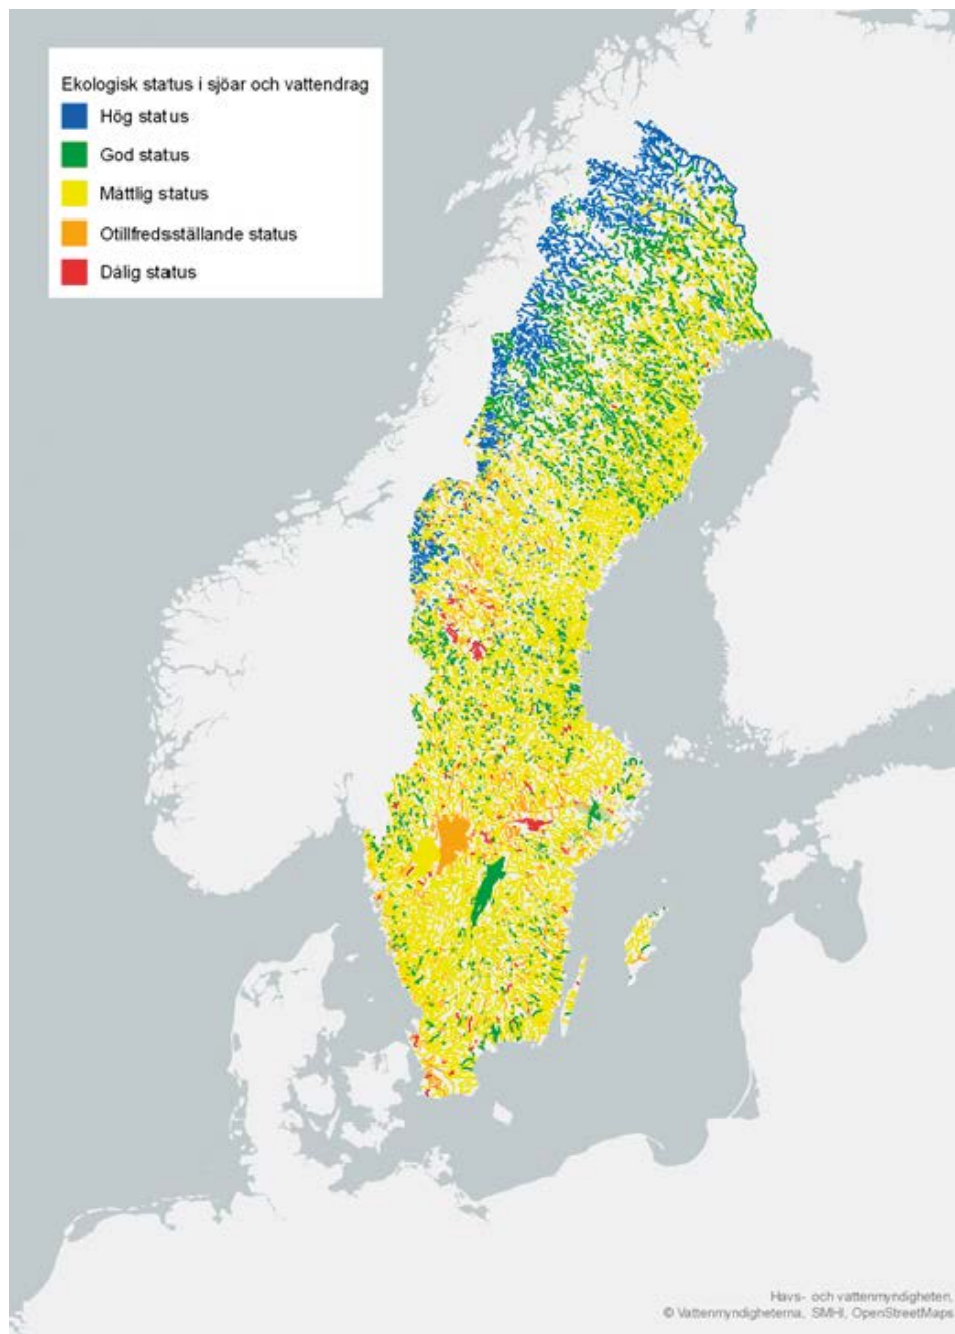 Ekologisk status i sjöar och vattendrag
Hög status
God status
Måttlig status
Otillfredsställande status
Dålig status
Havs- och vattenmyndigheten,
© Vattenmyndigheterna, SMHI, OpenStreetMaps